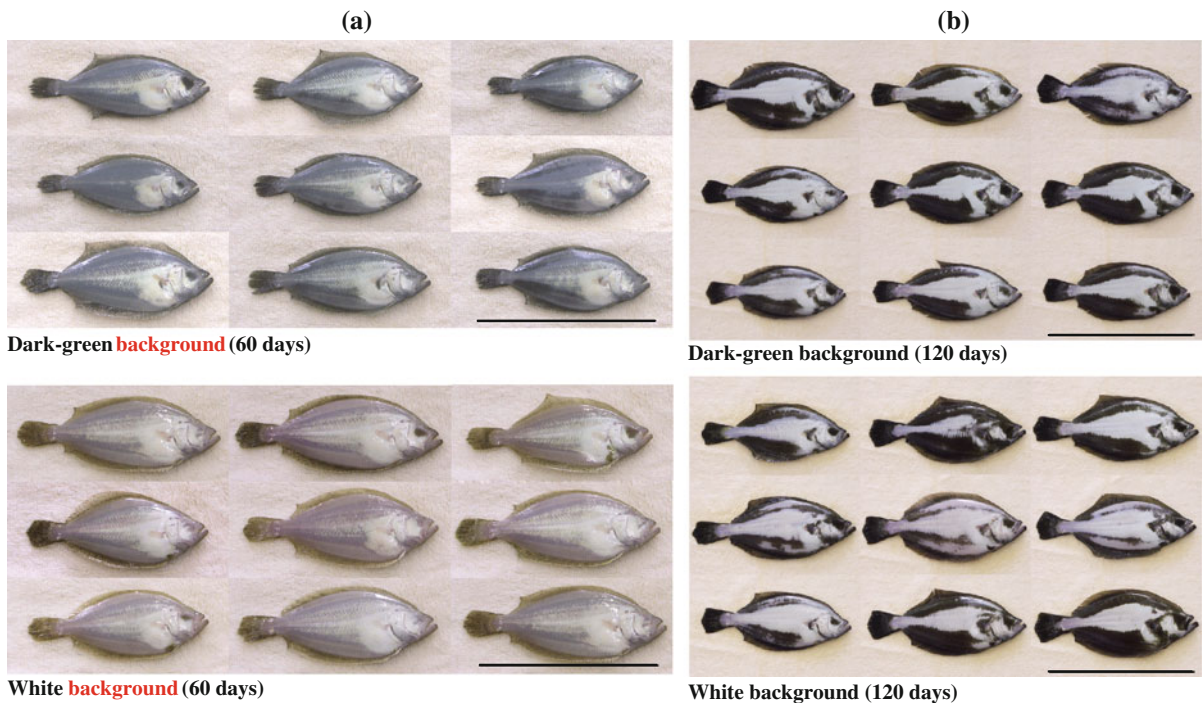 (a)
(b)
Dark-green background (60 days)
Dark-green background (120 days)
White background (60 days)
White background (120 days)